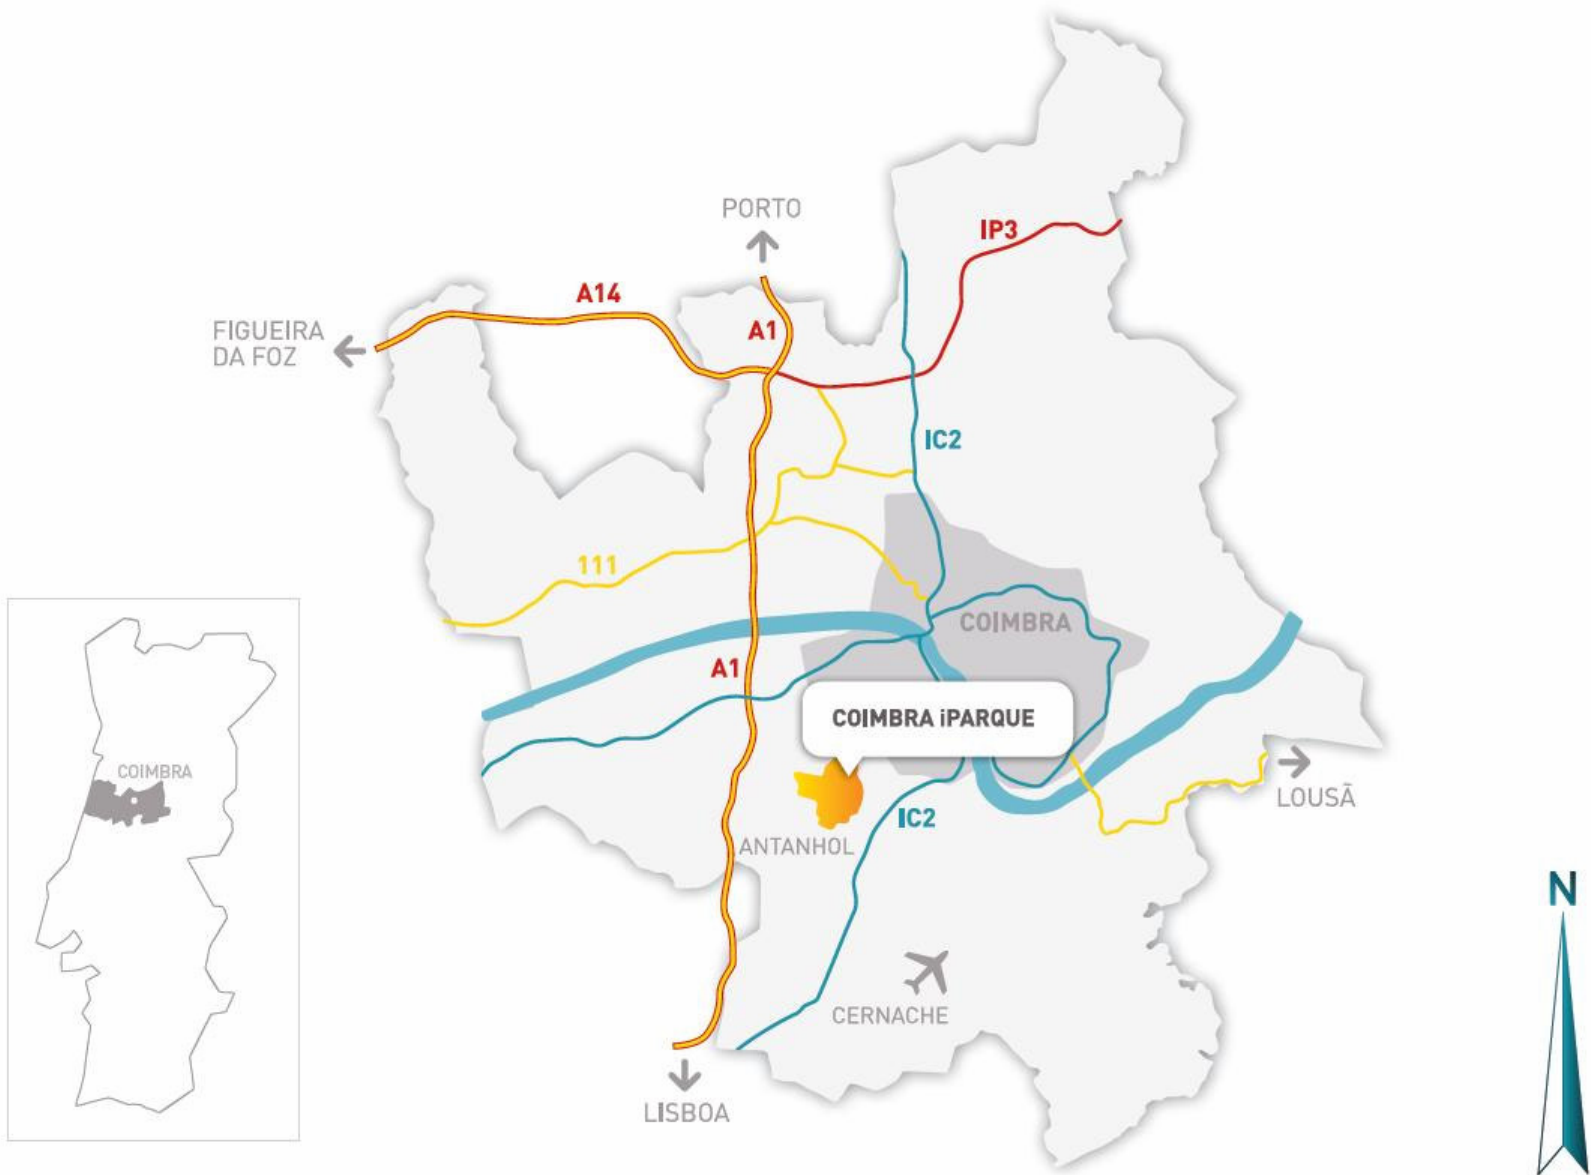 PORTO
IP3
A14
A1
FIGUEIRA
DA FOZ
IC2
111
COIMBRA
A1
COIMBRA iPARQUE
COIMBRA
LOUSÃ
IC2
ANTANHOL
N
CERNACHE
LISBOA